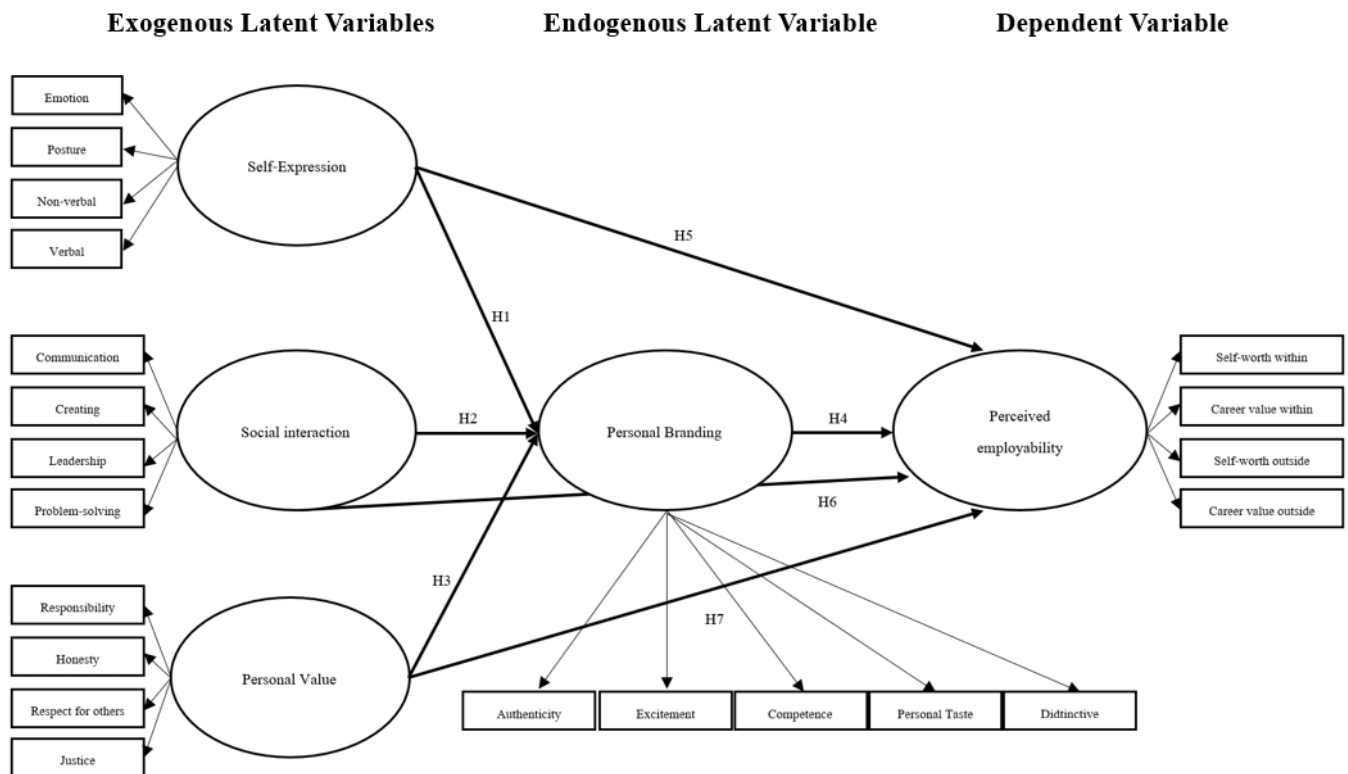 Exogenous Latent Variables
Endogenous Latent Variable
Dependent Variable
Emotion
Posture
Non-verbal
Verbal
Self-Expression
H5
H1
Communication
Creating
Leadership
Problem-solving
Social interaction
H2
Personal Branding
H4
Perceived
employability
Self-worth within
Career value within
Self-worth outside
Career value outside
H6
H3
H7
Responsibility
Honesty
Respect for others
Justice
Personal Value
Authenticity
Excitement
Competence
Personal Taste
Didtinctive